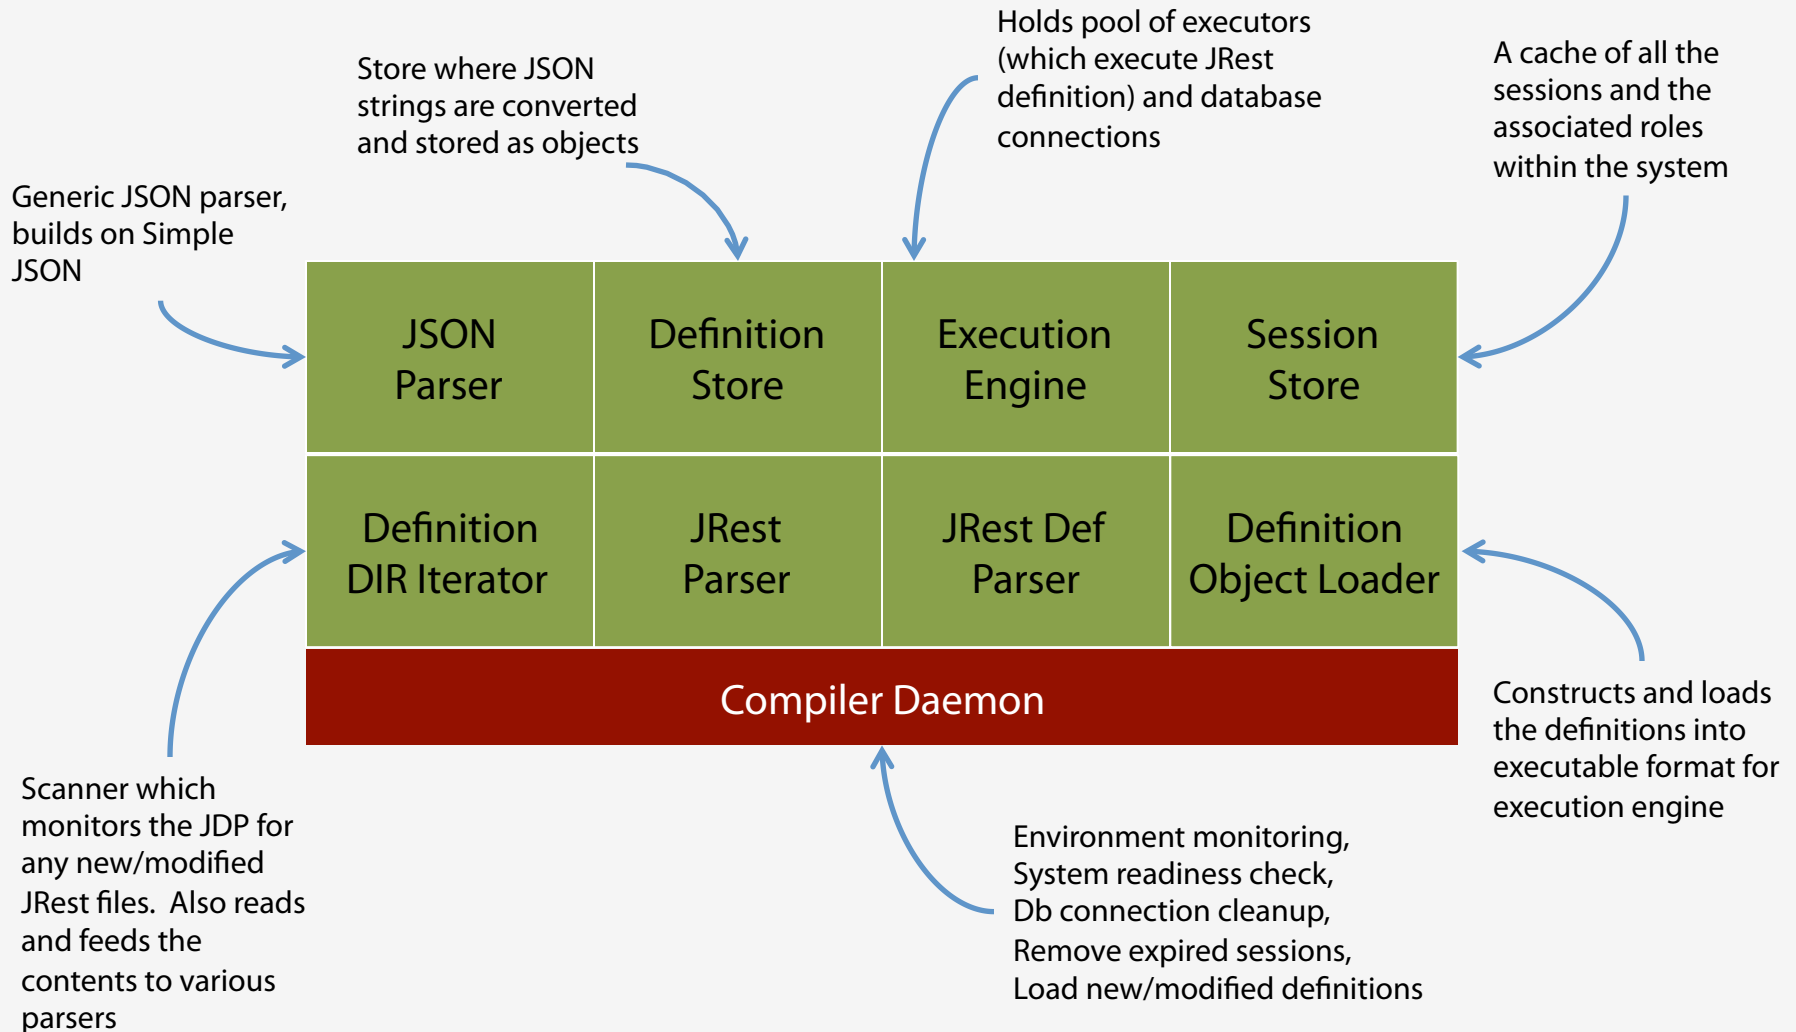 Holds pool of executors
(which execute JRest
definition) and database
connections
Store where JSON
strings are converted
and stored as objects
A cache of all the
sessions and the
associated roles
within the system
Generic JSON parser,
builds on Simple
JSON
JSON
Parser
Definition
Store
Execution
Engine
Session
Store
Definition
DIR Iterator
JRest
Parser
JRest Def
Parser
Definition
Object Loader
Compiler Daemon
Scanner which
monitors the JDP for
any new/modified
JRest files.  Also reads
and feeds the
contents to various
parsers
Environment monitoring,
System readiness check,
Db connection cleanup,
Remove expired sessions,
Load new/modified definitions
Constructs and loads
the definitions into
executable format for
execution engine